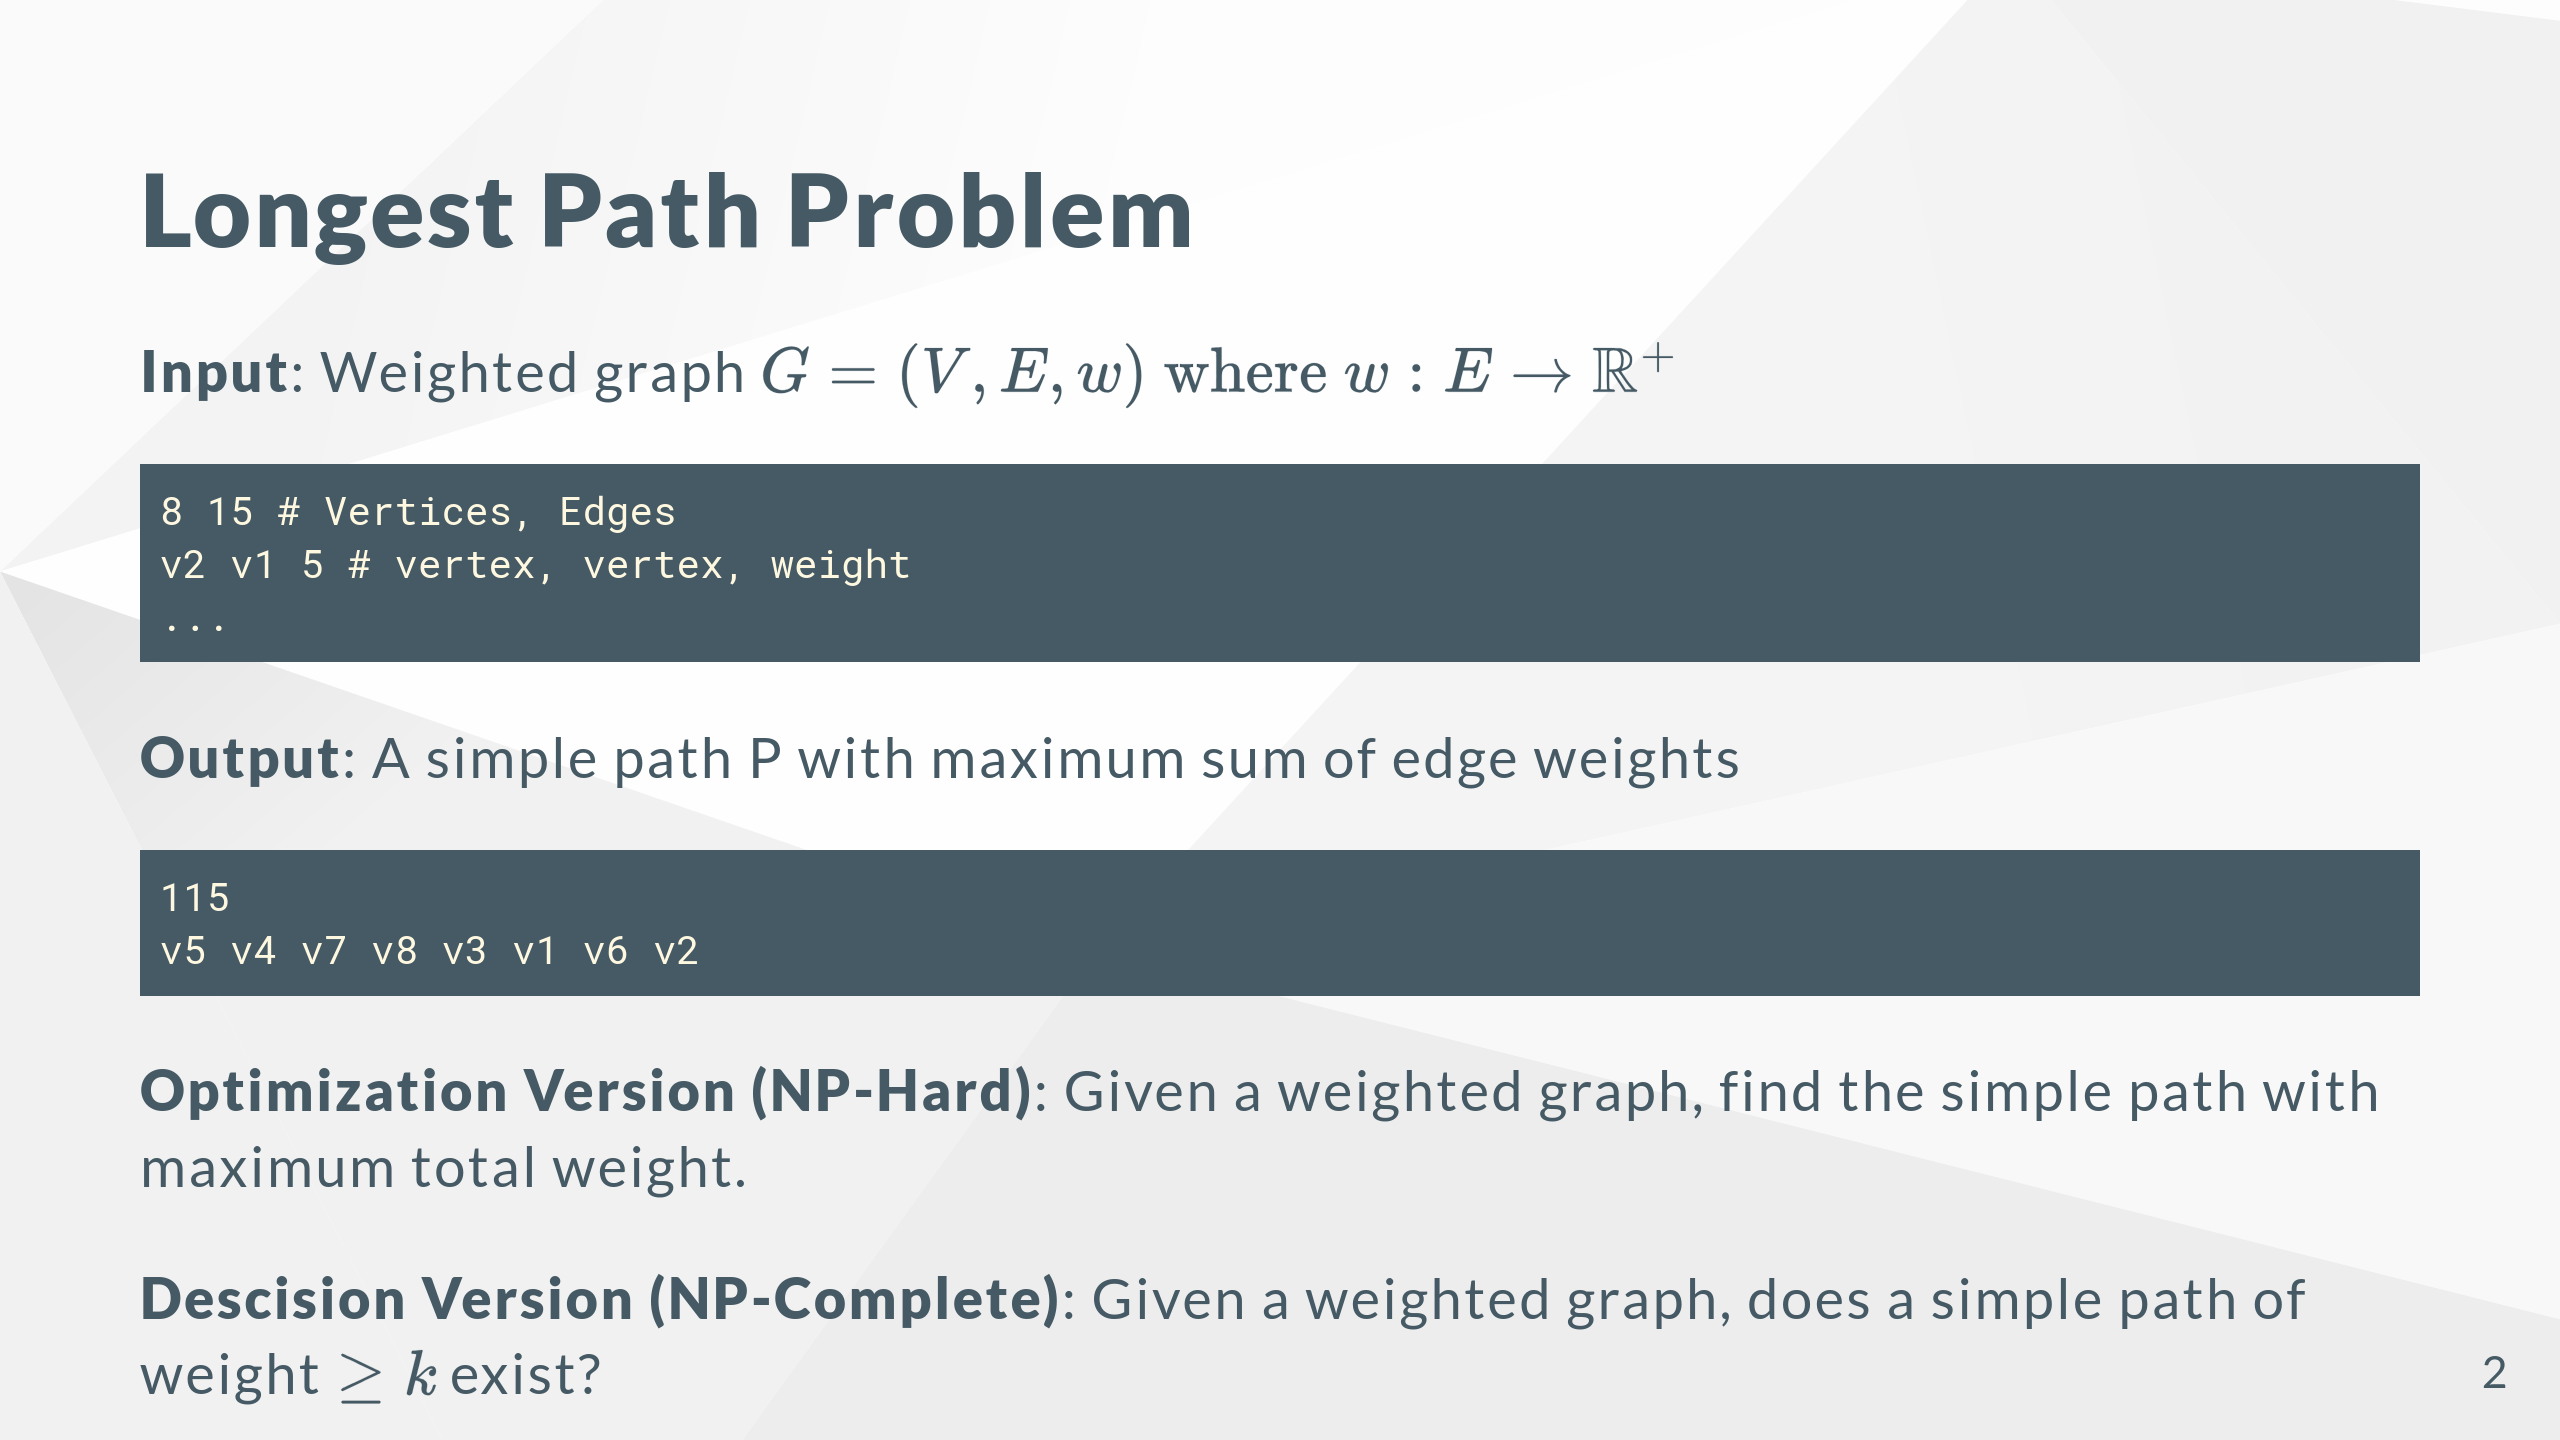 Longest Path Problem
Input: Weighted graph G = (V, E, w) where w : E → ℝ⁺
8 15 # Vertices, Edges
v2 v1 5 # vertex, vertex, weight
...
Output: A simple path P with maximum sum of edge weights
115
v5 v4 v7 v8 v3 v1 v6 v2
Optimization Version (NP-Hard): Given a weighted graph, find the simple path with
maximum total weight.
Descision Version (NP-Complete): Given a weighted graph, does a simple path of
weight ≥ k exist?
2